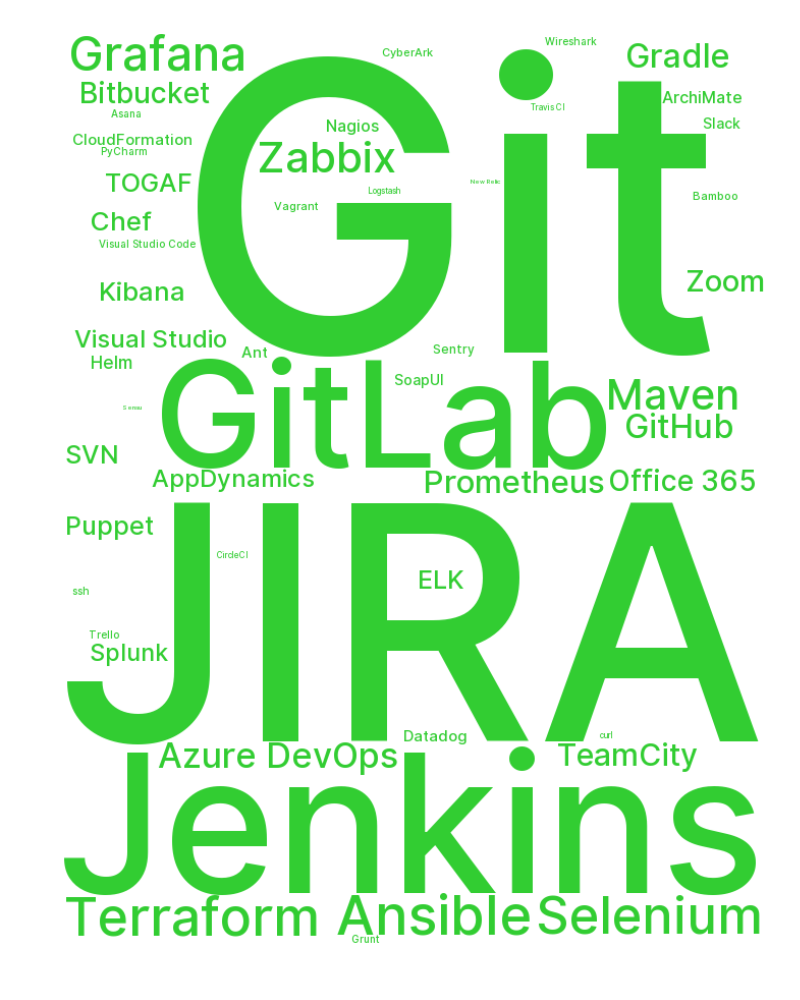 Wireshark
Grafana
CyberArk
Gradle
Bitbucket
ArchiMate
Travis CI
Asana
Git
Nagios
Slack
CloudFormation
PyCharm
Zabbix
TOGAF
New Relic
Logstash
Bamboo
Vagrant
Chef
Visual Studio Code
Zoom
Kibana
Visual Studio
Sentry
Ant
Helm
SoapUI
Maven
GitLab
GitHub
SVN
AppDynamics
Prometheus
Office 365
Puppet
CircleCI
ELK
ssh
JIRA
Trello
Splunk
curl
Datadog
Azure DevOps
TeamCity
Jenkins
Terraform
Ansible
Selenium
Grunt